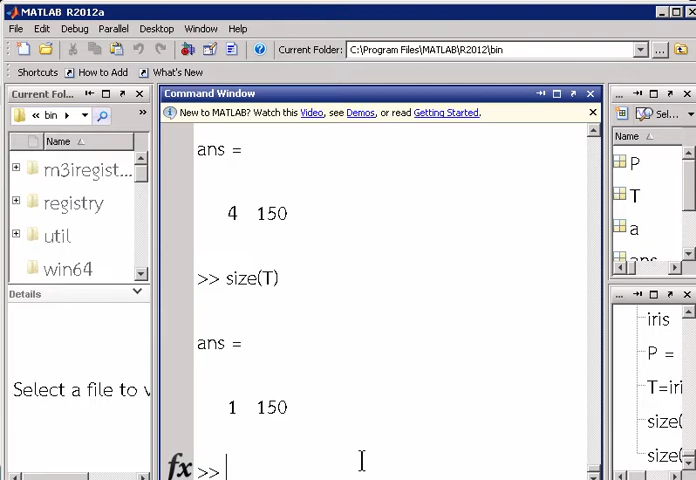 MATLAB R2012a
File Edit Debug Parallel Desktop Window Help
Current Folder: C:\Program Files\MATLAB\R2012\bin
Shortcuts How to Add What's New
Current Fol...
« bin
Name
m3iregist...
registry
util
win64
Details
Select a file to v
Command Window
New to MATLAB? Watch this Video, see Demos, or read Getting Started.
ans =
4 150
>> size(T)
ans =
1 150
fx >>
Sel...
Name
P
T
a
ans
iris
P =
T=iri
size(
size(